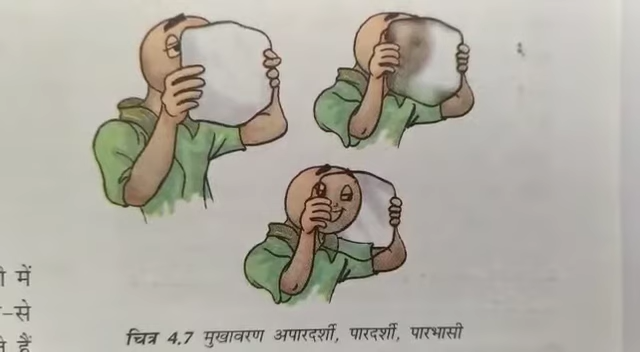 में
-से
हैं
चित्र 4.7 मुखावरण अपारदर्शी, पारदर्शी, पारभासी